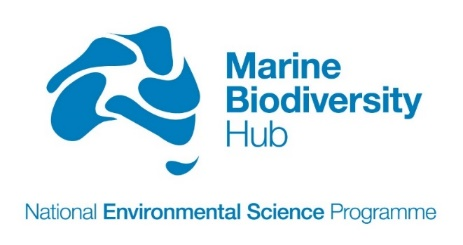 Marine
Biodiversity
Hub
National Environmental Science Programme